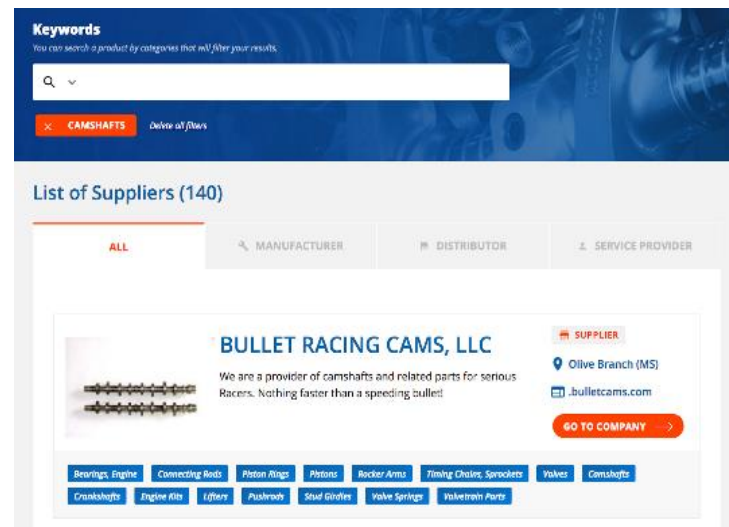 Keywords
You can search a product by categories that will filter your results.
× CAMSHAFTS Delete all filters
List of Suppliers (140)
ALL MANUFACTURER DISTRIBUTOR SERVICE PROVIDER
BULLET RACING CAMS, LLC
We are a provider of camshafts and related parts for serious
Racers. Nothing faster than a speeding bullet!
SUPPLIER
Olive Branch (MS)
.bulletcams.com
GO TO COMPANY
Bearings, Engine Connecting Rods Piston Rings Pistons Rocker Arms Timing Chains, Sprockets Valves Camshafts
Crankshafts Engine Kits Lifters Pushrods Stud Girdles Valve Springs Valvetrain Parts